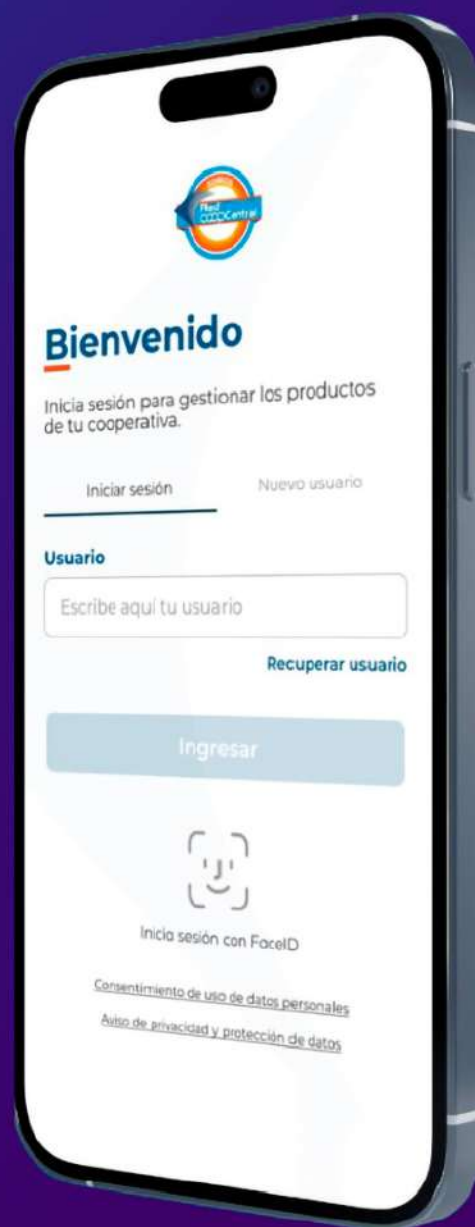 Red
COOPCentral
Bienvenido
Inicia sesión para gestionar los productos
de tu cooperativa.
Iniciar sesión
Nuevo usuario
Usuario
Escribe aquí tu usuario
Recuperar usuario
Ingresar
Inicia sesión con FaceID
Consentimiento de uso de datos personales
Aviso de privacidad y protección de datos